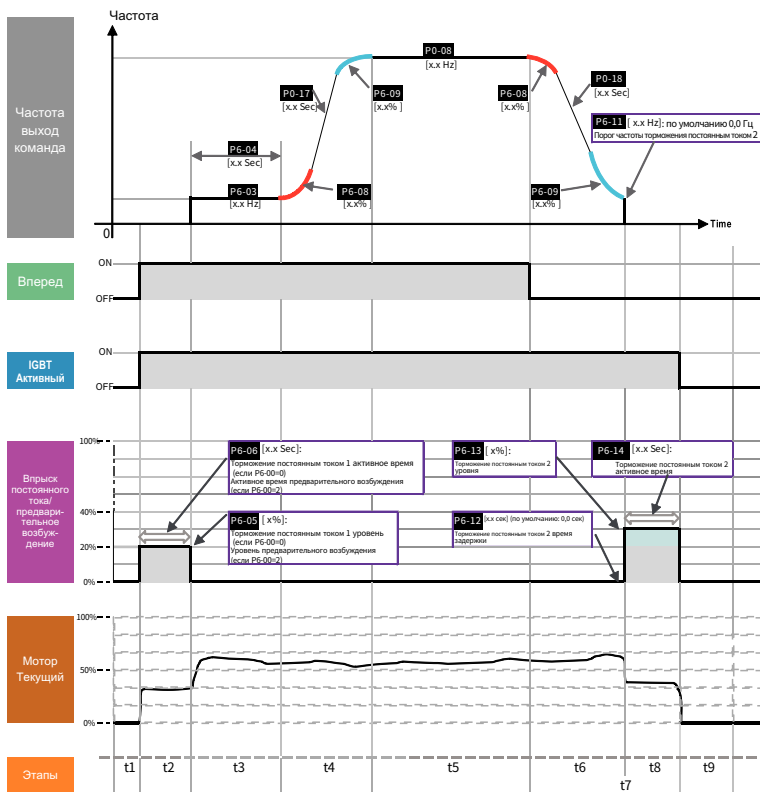 Частота
Частота
выход
команда
P0-08
[x.x Hz]
P0-17
[x.x Sec]
P6-09
[x.x% ]
P6-08
[x.x%]
P0-18
[x.x Sec]
P6-11 [ x.x Hz]: по умолчанию 0,0 Гц
Порог частоты торможения постоянным током 2
P6-04
[x.x Sec]
P6-03
[x.x Hz]
P6-08
[x.x% ]
P6-09
[x.x% ]
0
Time
Вперед
ON
OFF
IGBT
Активный
ON
OFF
Впрыск
постоянного
тока/
предвари-
тельное
возбуж-
дение
100%
40%
20%
0%
P6-06 [x.x Sec]:
Торможение постоянным током 1 активное время
(если P6-00=0)
Активное время предварительного возбуждения
(если P6-00=2)
P6-05 [ x%]:
Торможение постоянным током 1 уровень
(если P6-00=0)
Уровень предварительного возбуждения
(если P6-00=2)
P6-13 [ x%]:
Торможение постоянным током 2
уровня
P6-14 [x.x Sec]:
Торможение постоянным током 2
активное время
P6-12 [x.x сек] (по умолчанию: 0,0 сек)
Торможение постоянным током 2 время
задержки
Мотор
Текущий
100%
50%
0%
Этапы
t1 t2 t3 t4 t5 t6 t8 t9
t7